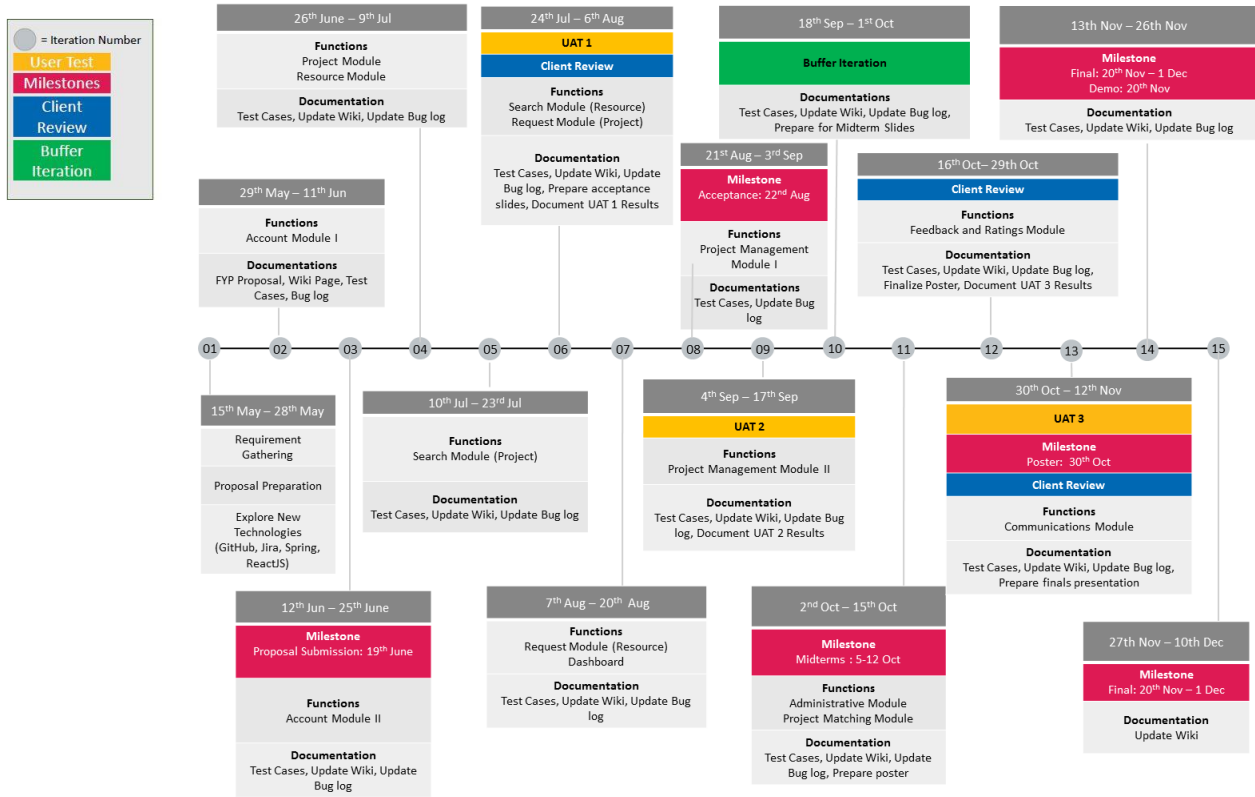 = Iteration Number
User Test
Milestones
Client
Review
Buffer
Iteration
26th June – 9th Jul
Functions
Project Module
Resource Module
Documentation
Test Cases, Update Wiki, Update Bug log
24th Jul – 6th Aug
UAT 1
Client Review
Functions
Search Module (Resource)
Request Module (Project)
Documentation
Test Cases, Update Wiki, Update
Bug log, Prepare acceptance
slides, Document UAT 1 Results
18th Sep – 1st Oct
Buffer Iteration
Documentations
Test Cases, Update Wiki, Update Bug log,
Prepare for Midterm Slides
13th Nov – 26th Nov
Milestone
Final: 20th Nov – 1 Dec
Demo: 20th Nov
Documentation
Test Cases, Update Wiki, Update Bug log
29th May – 11th Jun
Functions
Account Module I
Documentations
FYP Proposal, Wiki Page, Test
Cases, Bug log
21st Aug – 3rd Sep
Milestone
Acceptance: 22nd Aug
Functions
Project Management
Module I
Documentations
Test Cases, Update Bug
log
16th Oct– 29th Oct
Client Review
Functions
Feedback and Ratings Module
Documentation
Test Cases, Update Wiki, Update Bug log,
Finalize Poster, Document UAT 3 Results
01 02 03 04 05 06 07 08 09 10 11 12 13 14 15
15th May – 28th May
Requirement
Gathering
Proposal Preparation
Explore New
Technologies
(GitHub, Jira, Spring,
ReactJS)
10th Jul – 23rd Jul
Functions
Search Module (Project)
Documentation
Test Cases, Update Wiki, Update Bug log
4th Sep – 17th Sep
UAT 2
Functions
Project Management Module II
Documentation
Test Cases, Update Wiki, Update Bug
log, Document UAT 2 Results
30th Oct – 12th Nov
UAT 3
Milestone
Poster: 30th Oct
Client Review
Functions
Communications Module
Documentation
Test Cases, Update Wiki, Update Bug log,
Prepare finals presentation
12th Jun – 25th June
Milestone
Proposal Submission: 19th June
Functions
Account Module II
Documentation
Test Cases, Update Wiki, Update
Bug log
7th Aug – 20th Aug
Functions
Request Module (Resource)
Dashboard
Documentation
Test Cases, Update Wiki, Update Bug
log
2nd Oct – 15th Oct
Milestone
Midterms : 5-12 Oct
Functions
Administrative Module
Project Matching Module
Documentation
Test Cases, Update Wiki, Update
Bug log, Prepare poster
27th Nov – 10th Dec
Milestone
Final: 20th Nov – 1 Dec
Documentation
Update Wiki